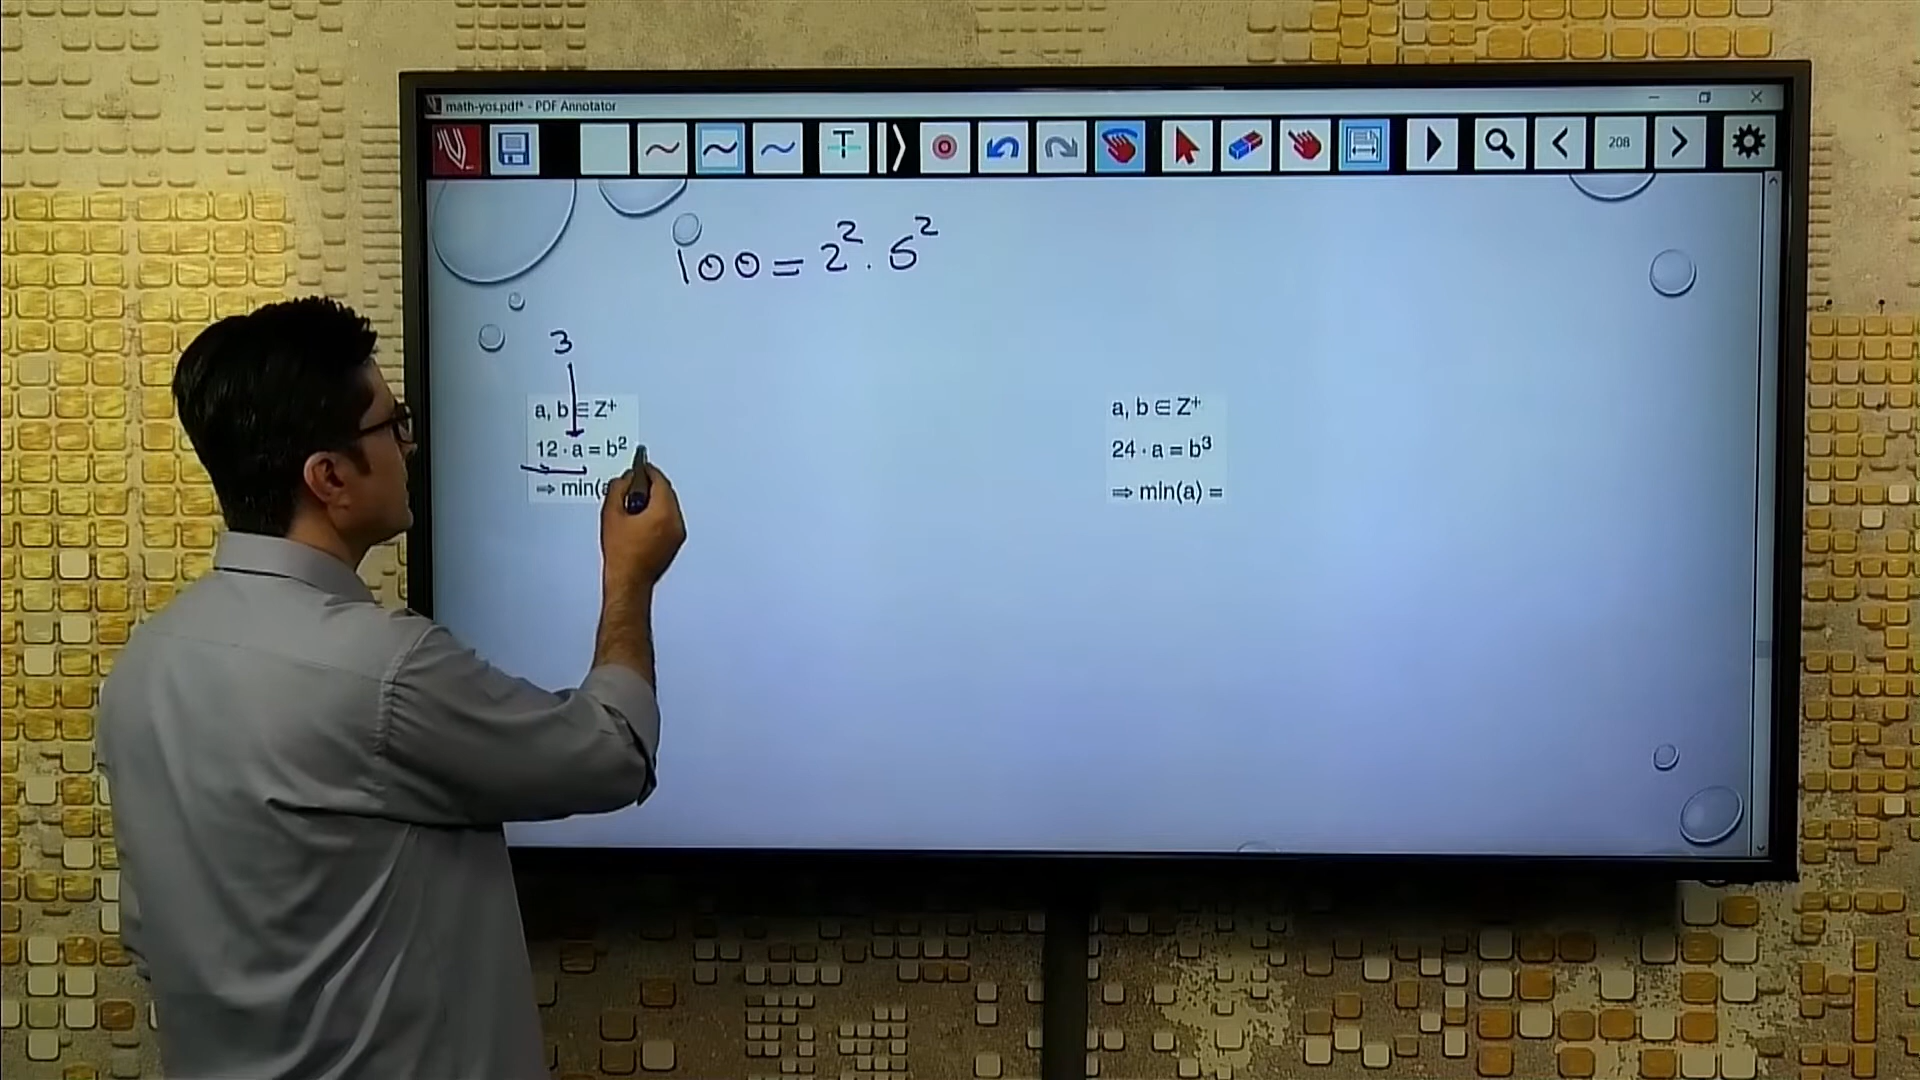 math-yos.pdf* - PDF Annotator
T
208
100 = 2² . 5²
3
a, b ∈ Z⁺
12 · a = b²
⇒ min(a
a, b ∈ Z⁺
24 · a = b³
⇒ min(a) =